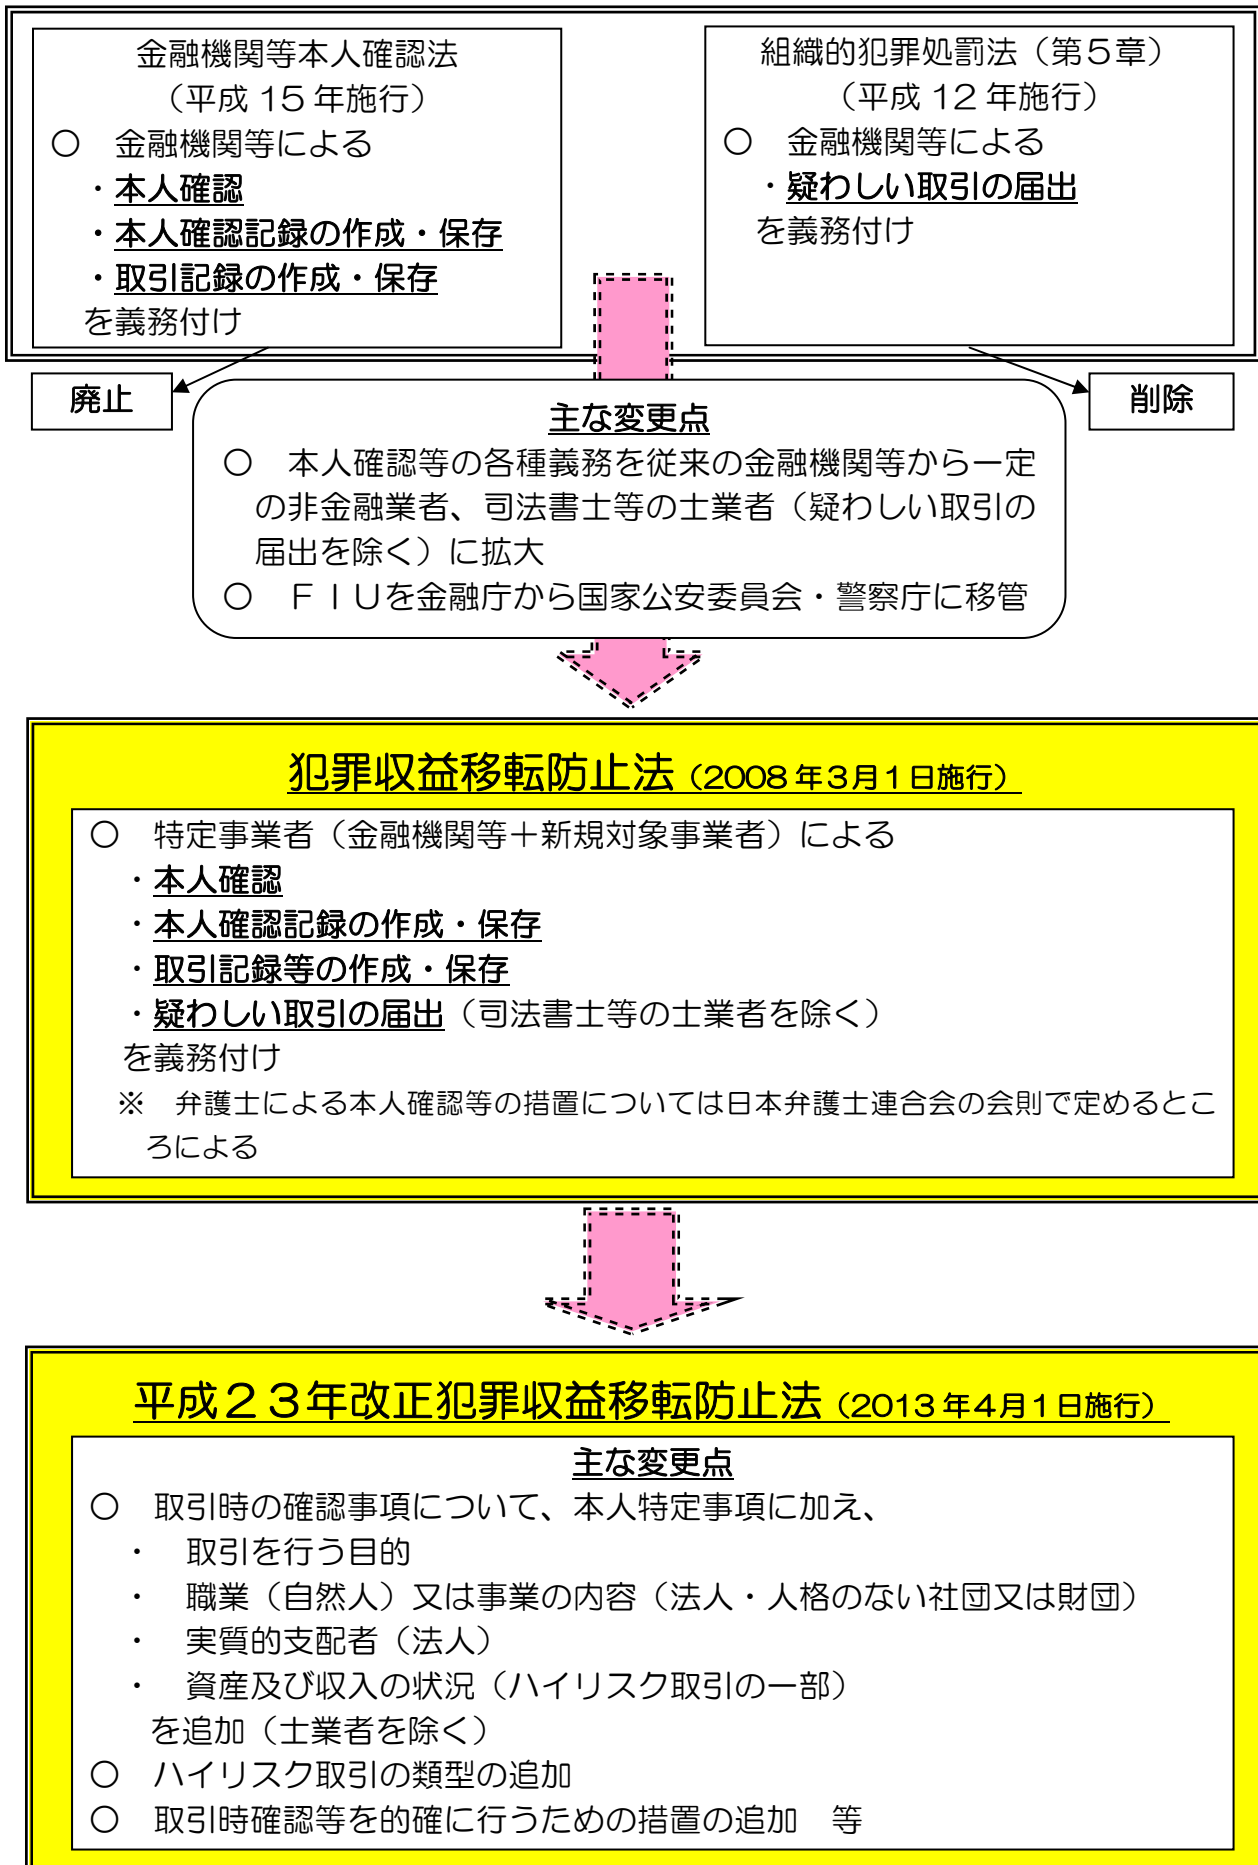 金融機関等本人確認法
（平成 15 年施行）
○　金融機関等による
・本人確認
・本人確認記録の作成・保存
・取引記録の作成・保存
を義務付け
組織的犯罪処罰法（第５章）
（平成 12 年施行）
○　金融機関等による
・疑わしい取引の届出
を義務付け
廃止
削除
主な変更点
○　本人確認等の各種義務を従来の金融機関等から一定
の非金融業者、司法書士等の士業者（疑わしい取引の
届出を除く）に拡大
○　ＦＩＵを金融庁から国家公安委員会・警察庁に移管
犯罪収益移転防止法（2008 年３月１日施行）
○　特定事業者（金融機関等＋新規対象事業者）による
・本人確認
・本人確認記録の作成・保存
・取引記録等の作成・保存
・疑わしい取引の届出（司法書士等の士業者を除く）
を義務付け
※　弁護士による本人確認等の措置については日本弁護士連合会の会則で定めるとこ
ろによる
平成２３年改正犯罪収益移転防止法（2013 年４月１日施行）
主な変更点
○　取引時の確認事項について、本人特定事項に加え、
・　取引を行う目的
・　職業（自然人）又は事業の内容（法人・人格のない社団又は財団）
・　実質的支配者（法人）
・　資産及び収入の状況（ハイリスク取引の一部）
を追加（士業者を除く）
○　ハイリスク取引の類型の追加
○　取引時確認等を的確に行うための措置の追加　等